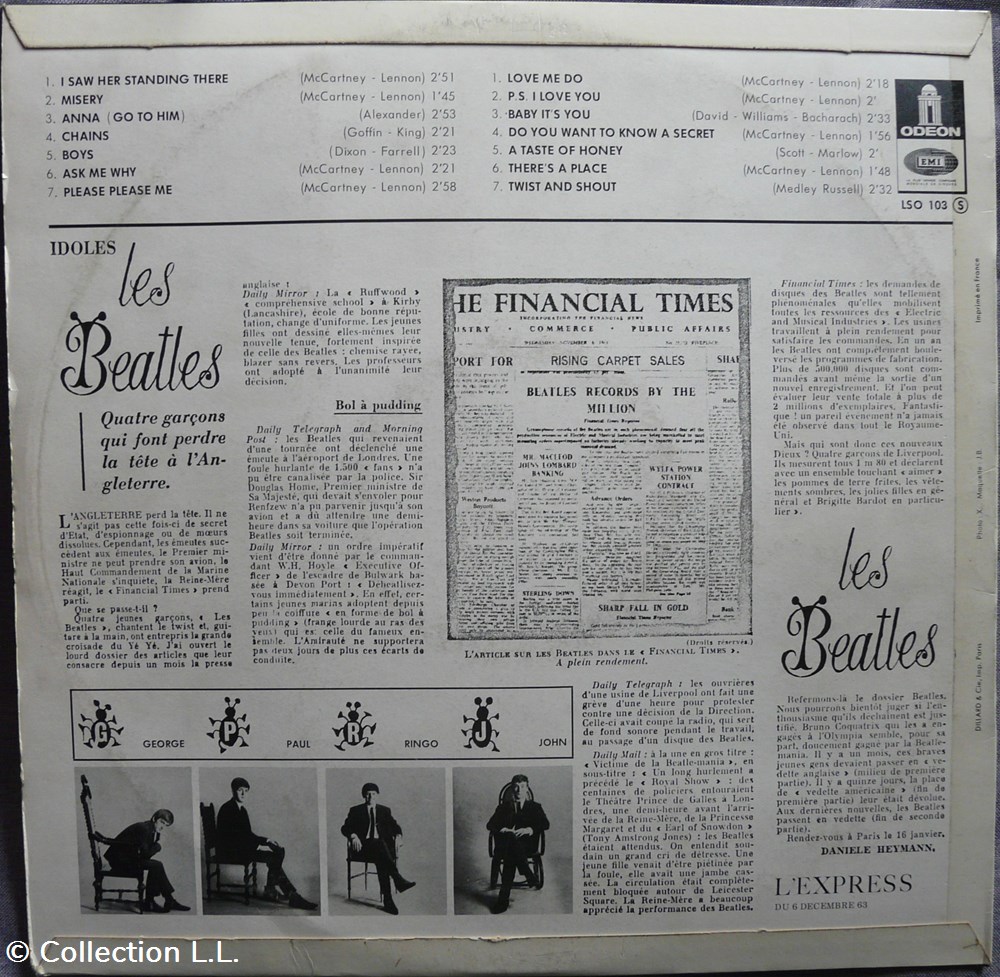 1. I SAW HER STANDING THERE (McCartney - Lennon) 2'51
2. MISERY (McCartney - Lennon) 1'45
3. ANNA (GO TO HIM) (Alexander) 2'53
4. CHAINS (Goffin - King) 2'21
5. BOYS (Dixon - Farrell) 2'23
6. ASK ME WHY (McCartney - Lennon) 2'21
7. PLEASE PLEASE ME (McCartney - Lennon) 2'58
1. LOVE ME DO (McCartney - Lennon) 2'18
2. P.S. I LOVE YOU (McCartney - Lennon) 2'
3. BABY IT'S YOU (David - Williams - Bacharach) 2'33
4. DO YOU WANT TO KNOW A SECRET (McCartney - Lennon) 1'56
5. A TASTE OF HONEY (Scott - Marlow) 2'
6. THERE'S A PLACE (McCartney - Lennon) 1'48
7. TWIST AND SHOUT (Medley Russell) 2'32
ODEON
EMI
LSO 103 S
IDOLES
les
Beatles
Quatre garçons
qui font perdre
la tête à l'An-
gleterre.
L'ANGLETERRE perd la tête. Il ne
s'agit pas cette fois-ci de secret
d'Etat, d'espionnage ou de mœurs
dissolues. Cependant, les émeutes suc-
cèdent aux émeutes, le Premier mi-
nistre ne peut prendre son avion, le
Haut Commandement de la Marine
Nationale s'inquiète, la Reine-Mère
réagit, le « Financial Times » prend
parti.
Que se passe-t-il ?
Quatre jeunes garçons, « Les
Beatles », chantent le twist et, gui-
tare à la main, ont entrepris la grande
croisade du Yé Yé. J'ai ouvert le
lourd dossier des articles que leur
consacre depuis un mois la presse
anglaise !
Daily Mirror : La « Ruffwood »
« comprehensive school » à Kirby
(Lancashire), école de bonne répu-
tation, change d'uniforme. Les jeunes
filles ont dessiné elles-mêmes leur
nouvelle tenue, fortement inspirée
de celle des Beatles : chemise rayée,
blazer sans revers. Les professeurs
ont adopté à l'unanimité leur
décision.
Bol à pudding
Daily Telegraph and Morning
Post : les Beatles qui revenaient
d'une tournée ont déclenché une
émeute à l'aéroport de Londres. Une
foule hurlante de 1.500 « fans » n'a
pu être canalisée par la police. Sir
Douglas Home, Premier ministre de
Sa Majesté, qui devait s'envoler pour
Renfzew n'a pu parvenir jusqu'à son
avion et a dû attendre une demi-
heure dans sa voiture que l'opération
Beatles soit terminée.
Daily Mirror : un ordre impératif
vient d'être donné par le comman-
dant W.H. Hoyle, « Executive Of-
ficer » de l'escadre de Bulwark ba-
sée à Devon Port : « Debeatlisez-
vous immédiatement ». En effet, cer-
tains jeunes marins adoptent depuis
peu la coiffure « en forme de bol à
pudding » (frange lourde au ras des
yeux) qui est celle du fameux en-
semble. L'Amirauté ne supportera
pas deux jours de plus ces écarts de
conduite.
HE FINANCIAL TIMES
INCORPORATING THE FINANCIAL NEWS
USTRY · COMMERCE · PUBLIC AFFAIRS
PORT FOR
RISING CARPET SALES
BEATLES RECORDS BY THE
MILLION
Financial Times Reporter
MR. MACLEOD
JOINS LOMBARD
BANKING
WYLFA POWER
STATION
CONTRACT
Advance Orders
STERLING DOWN
SHARP FALL IN GOLD
Financial Times Reporter
(Droits réservés.)
L'ARTICLE SUR LES BEATLES DANS LE « FINANCIAL TIMES ».
A plein rendement.
Daily Telegraph : les ouvrières
d'une usine de Liverpool ont fait une
grève d'une heure pour protester
contre une décision de la Direction.
Celle-ci avait coupé la radio, qui sert
de fond sonore pendant le travail,
au passage d'un disque des Beatles.
Daily Mail : à la une en gros titre :
« Victime de la Beatle-mania », en
sous-titre : « Un long hurlement a
précédé le « Royal Show » : des
centaines de policiers entouraient
le Théâtre Prince de Galles à Lon-
dres, une demi-heure avant l'arri-
vée de la Reine-Mère, de la Princesse
Margaret et du « Earl of Snowdon »
(Tony Amstrong Jones) : les Beatles
étaient attendus. On entendit sou-
dain un grand cri de détresse. Une
jeune fille venait d'être piétinée par
la foule, elle avait une jambe cas-
sée. La circulation était complète-
ment bloquée autour de Leicester
Square. La Reine-Mère a beaucoup
apprécié la performance des Beatles.
Financial Times : les demandes de
disques des Beatles sont tellement
phénoménales qu'elles mobilisent
toutes les ressources des « Electric
and Musical Industries ». Les usines
travaillent à plein rendement pour
satisfaire les commandes. En un an
les Beatles ont complètement boule-
versé les programmes de fabrication.
Plus de 500.000 disques sont com-
mandés avant même la sortie d'un
nouvel enregistrement. Et l'on peut
évaluer leur vente totale à plus de
2 millions d'exemplaires. Fantasti-
que ! un pareil événement n'a jamais
été observé dans tout le Royaume-
Uni.
Mais qui sont donc ces nouveaux
Dieux ? Quatre garçons de Liverpool.
Ils mesurent tous 1 m 80 et déclarent
avec un ensemble touchant « aimer »
les pommes de terre frites, les vête-
ments sombres, les jolies filles en gé-
néral et Brigitte Bardot en particu-
lier ».
les
Beatles
Refermons-là le dossier Beatles.
Nous pourrons bientôt juger si l'en-
thousiasme qu'ils déchaînent est jus-
tifié. Bruno Coquatrix qui les a en-
gagés à l'Olympia semble, pour sa
part, doucement gagné par la Beatle-
mania. Il y a un mois, ces braves
jeunes gens devaient passer en « ve-
dette anglaise » (milieu de première
partie). Il y a quinze jours, la place
de « vedette américaine » (fin de
première partie) leur était dévolue.
Aux dernières nouvelles, les Beatles
passent en vedette (fin de seconde
partie).
Rendez-vous à Paris le 16 janvier.
DANIELE HEYMANN.
L'EXPRESS
DU 6 DECEMBRE 63
G GEORGE
P PAUL
R RINGO
J JOHN
Imprimé en France
Photo X. Maquette J.B.
DILLARD & Cie, Imp. Paris
© Collection L.L.